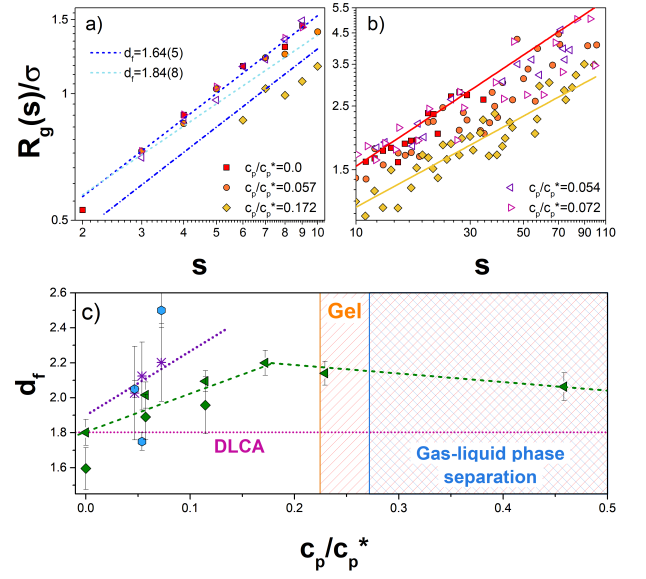 a)
d_f=1.64(5)
d_f=1.84(8)
R_g(s)/σ
1.5
1
0.5
c_p/c_p*=0.0
c_p/c_p*=0.057
c_p/c_p*=0.172
2 3 4 5 6 7 8 9 10
s
b)
5.5
4.5
3.5
2.5
1.5
c_p/c_p*=0.054
c_p/c_p*=0.072
10 30 50 70 90 110
s
c)
d_f
2.6
2.4
2.2
2.0
1.8
1.6
Gel
DLCA
Gas-liquid phase
separation
0.0 0.1 0.2 0.3 0.4 0.5
c_p/c_p*